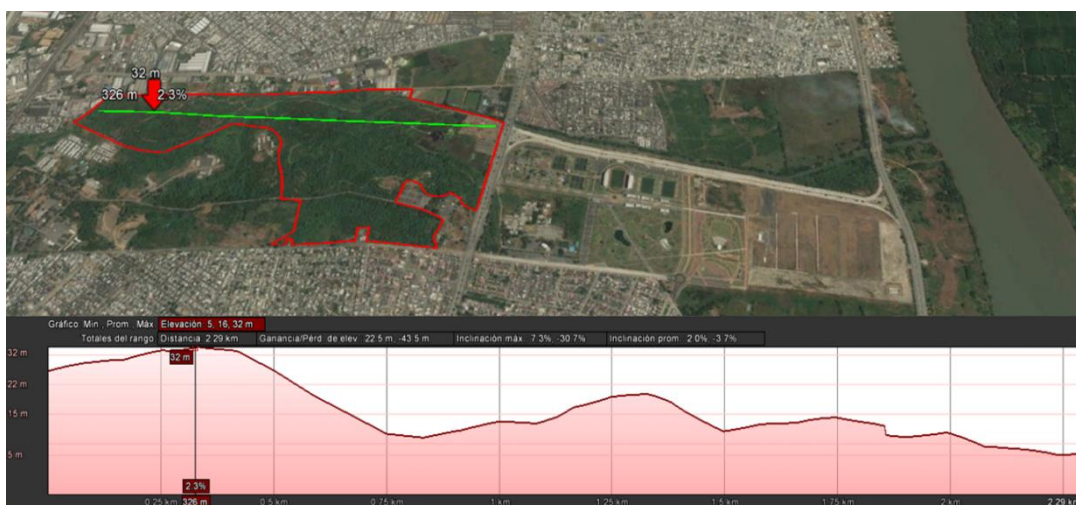 32 m
326 m 2.3%
Gráfico: Min., Prom., Máx. Elevación: 5, 16, 32 m
Totales del rango: Distancia: 2.29 km Ganancia/Pérd. de elev.: 22.5 m, -43.5 m Inclinación máx.: 7.3%, -30.7% Inclinación prom.: 2.0%, -3.7%
32 m
32 m
22 m
15 m
5 m
2.3%
0.25 km 326 m 0.5 km 0.75 km 1 km 1.25 km 1.5 km 1.75 km 2 km 2.29 km